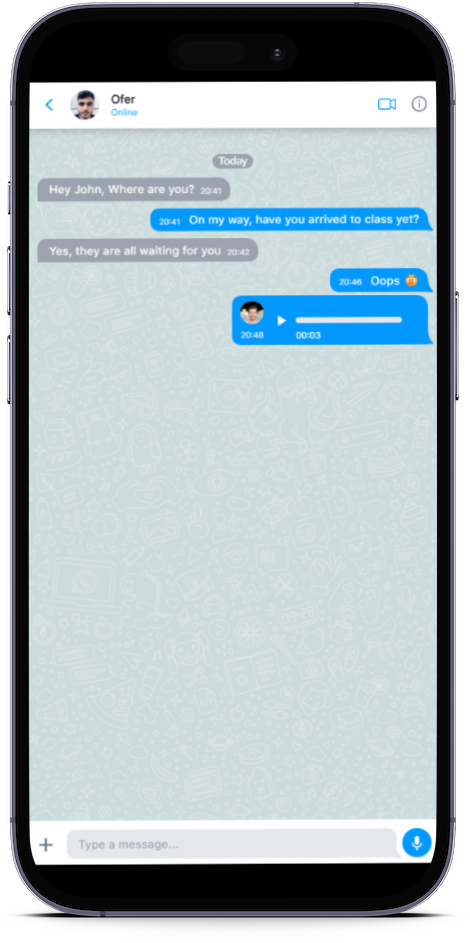 Ofer
Online
Today
Hey John, Where are you? 20:41
20:41 On my way, have you arrived to class yet?
Yes, they are all waiting for you 20:42
20:46 Oops 🤯
20:48 00:03
Type a message...